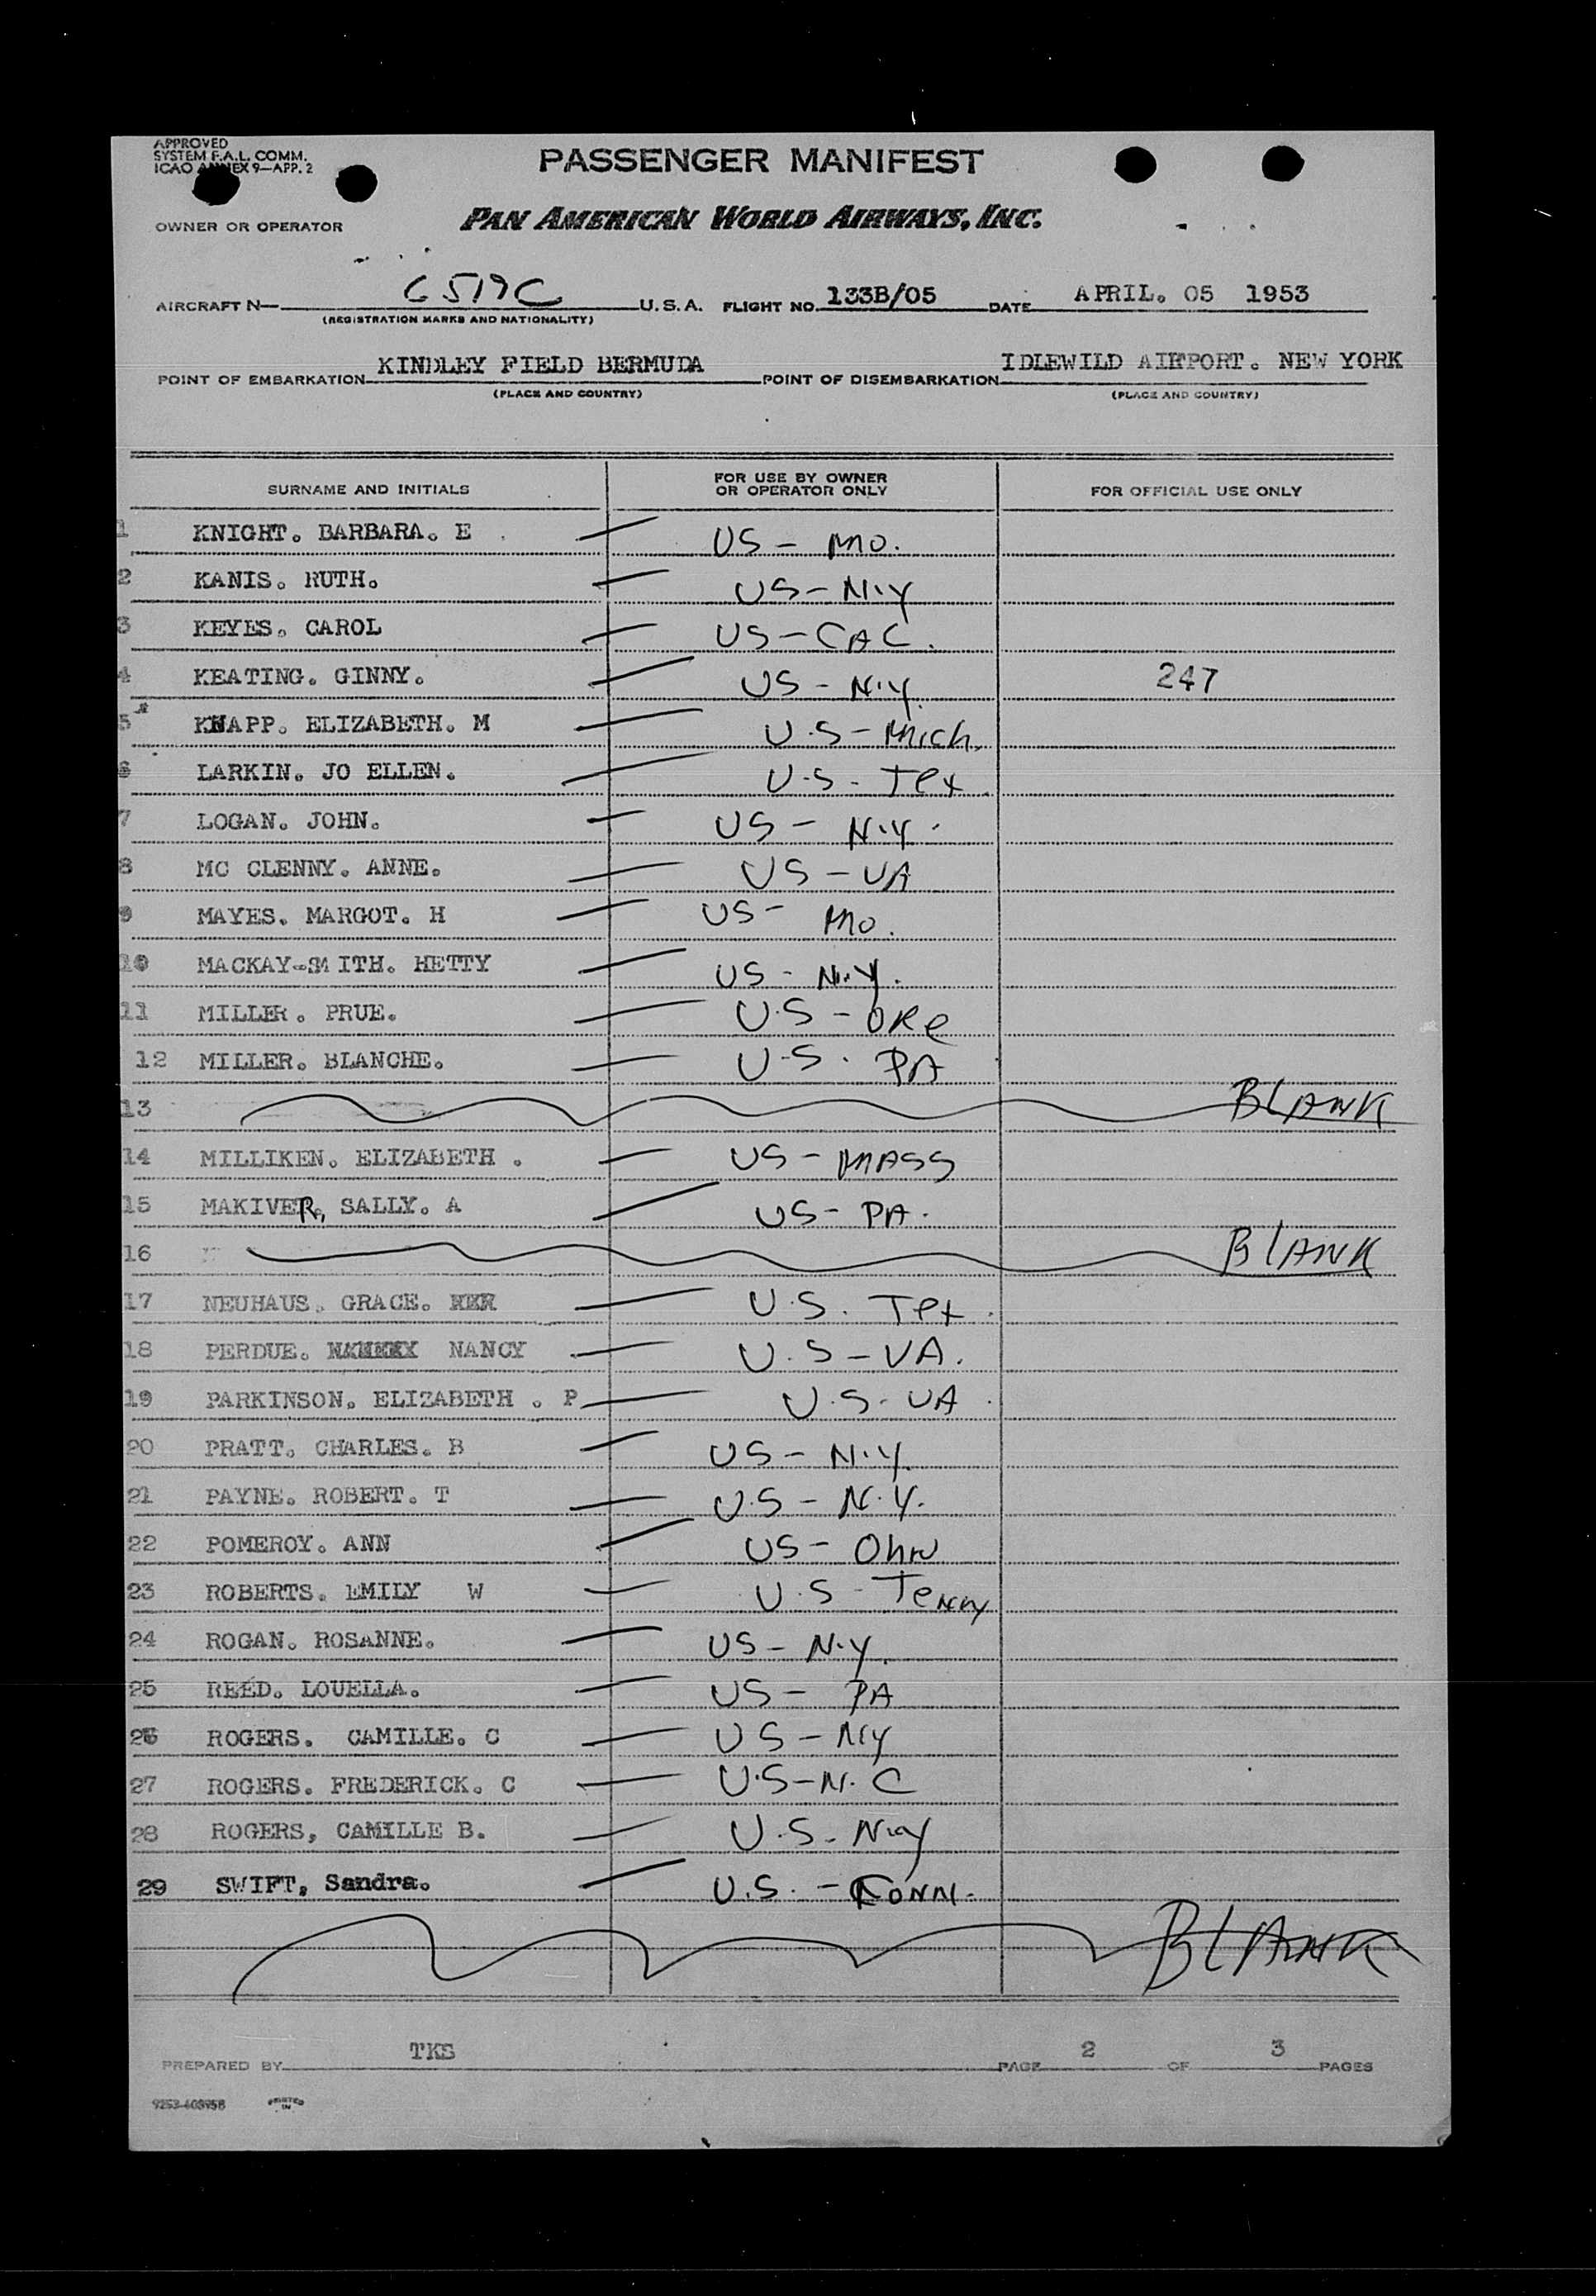 APPROVED
SYSTEM F.A.L. COMM.
ICAO ANNEX 9—APP. 2
PASSENGER MANIFEST
OWNER OR OPERATOR PAN AMERICAN WORLD AIRWAYS, INC.
AIRCRAFT N— 6519C U.S.A. FLIGHT NO. 133B/05 DATE APRIL. 05 1953
(REGISTRATION MARKS AND NATIONALITY)
KINDLEY FIELD BERMUDA IDLEWILD AIRPORT. NEW YORK
POINT OF EMBARKATION POINT OF DISEMBARKATION
(PLACE AND COUNTRY) (PLACE AND COUNTRY)
SURNAME AND INITIALS FOR USE BY OWNER OR OPERATOR ONLY FOR OFFICIAL USE ONLY
1 KNIGHT. BARBARA. E US - Mo.
2 KANIS. RUTH. US - N.Y
3 KEYES. CAROL US - CAL.
4 KEATING. GINNY. US - N.Y. 247
5 KNAPP. ELIZABETH. M U.S - Mich.
6 LARKIN. JO ELLEN. U.S - Tex.
7 LOGAN. JOHN. US - N.Y.
8 MC CLENNY. ANNE. US - VA
9 MAYES. MARGOT. H US - Mo.
10 MACKAY-SMITH. HETTY US - N.Y.
11 MILLER. PRUE. U.S - ORe
12 MILLER. BLANCHE. U.S. PA
13 BLANK
14 MILLIKEN. ELIZABETH . US - MASS
15 MAKIVER, SALLY. A US - PA.
16 BLANK
17 NEUHAUS. GRACE. U.S. Tex.
18 PERDUE. NANCY U.S - VA.
19 PARKINSON. ELIZABETH . P U.S. VA.
20 PRATT. CHARLES. B US - N.Y.
21 PAYNE. ROBERT. T U.S - N.Y.
22 POMEROY. ANN US - Ohio
23 ROBERTS. EMILY W U.S - Tenn
24 ROGAN. ROSANNE. US - N.Y.
25 REED. LOUELLA. US - PA
26 ROGERS. CAMILLE. C US - N.Y
27 ROGERS. FREDERICK. C U.S - N.C
28 ROGERS, CAMILLE B. U.S. N.Y
29 SWIFT, Sandra. U.S. - CONN.
BLANK
PREPARED BY TKS PAGE 2 OF 3 PAGES
PRINTED
IN